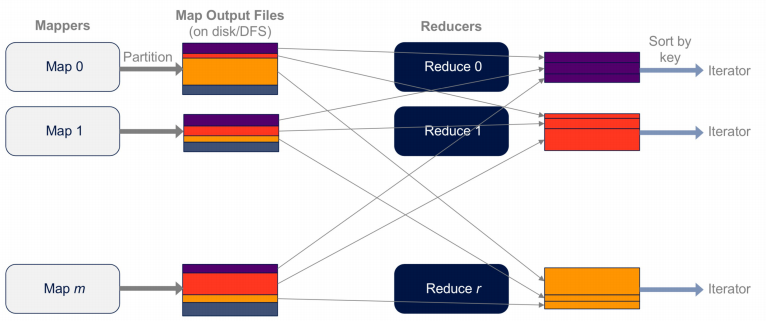 Mappers
Map Output Files
(on disk/DFS)
Reducers
Map 0
Partition
Reduce 0
Sort by
key
Iterator
Map 1
Reduce 1
Iterator
Map m
Reduce r
Iterator